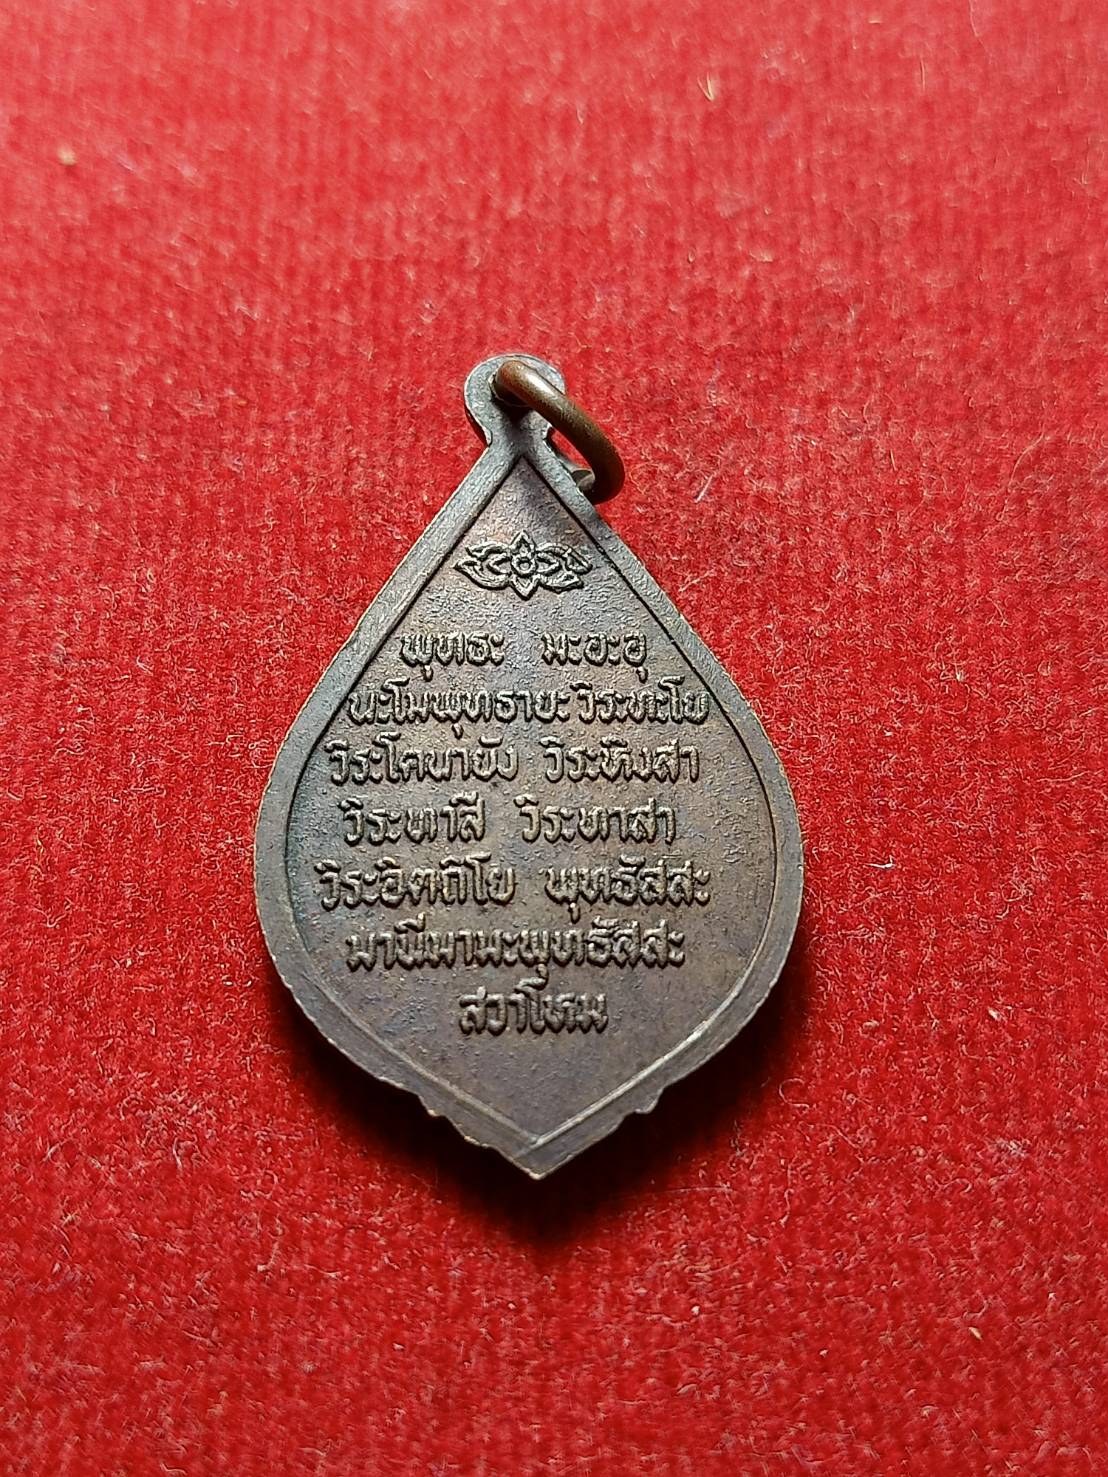 พุทธะ มะอะอุ
นะโมพุทธายะ วิระทะโย
วิระโคนายัง วิระหิงสา
วิระทาสี วิระทาสา
วิระอิตถิโย พุทธัสสะ
มานีมามะพุทธัสสะ
สวาโหม